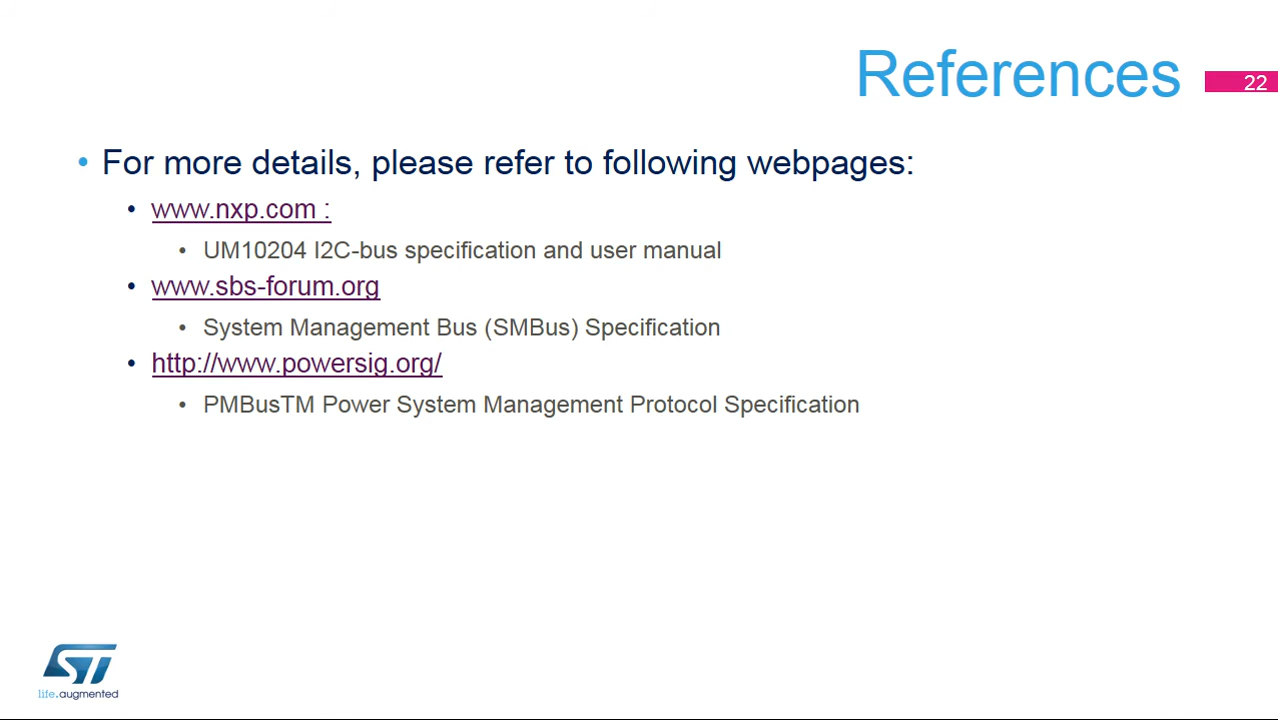 References
22
• For more details, please refer to following webpages:
• www.nxp.com :
• UM10204 I2C-bus specification and user manual
• www.sbs-forum.org
• System Management Bus (SMBus) Specification
• http://www.powersig.org/
• PMBusTM Power System Management Protocol Specification
ST
life.augmented